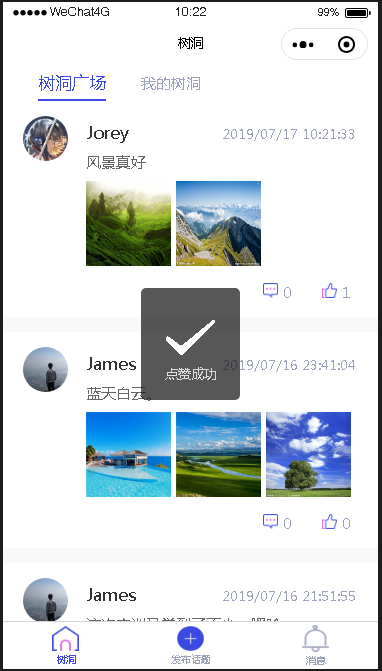 WeChat4G 10:22 99%
树洞
树洞广场 我的树洞
Jorey 2019/07/17 10:21:33
风景真好
0 1
点赞成功
James 2019/07/16 23:41:04
蓝天白云。
0 0
James 2019/07/16 21:51:55
树洞 发布话题 消息